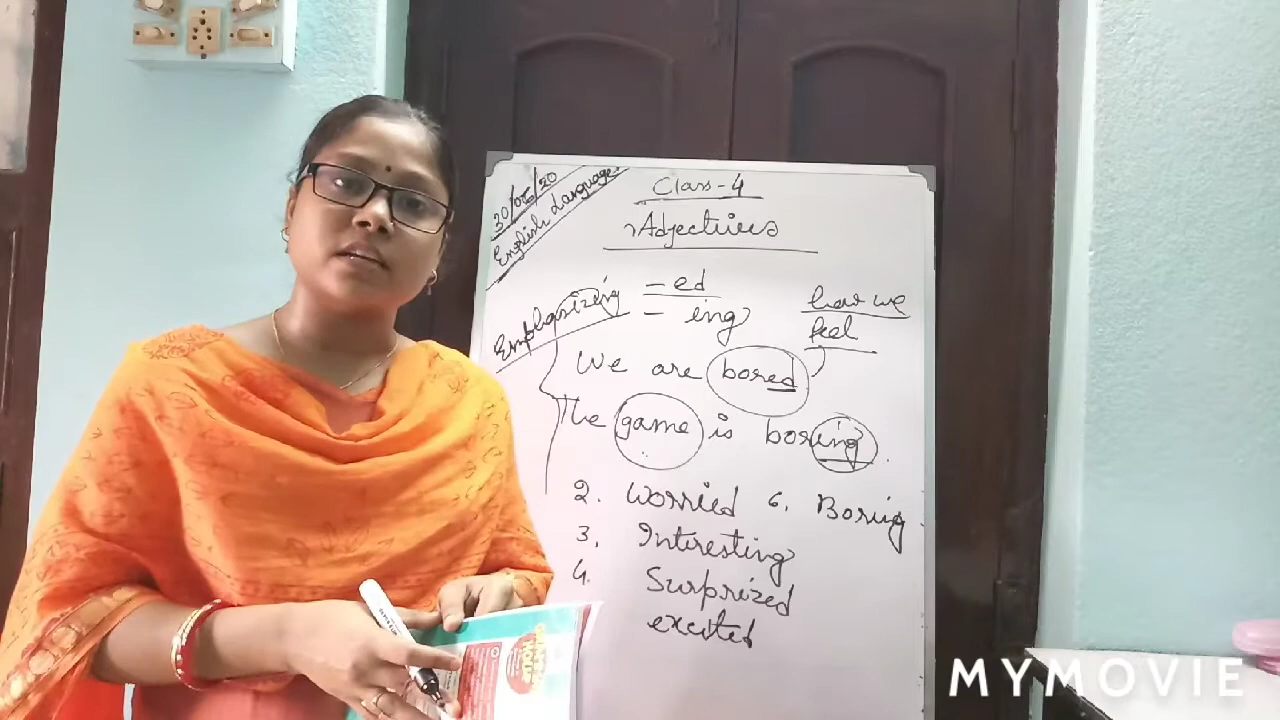 30/05/20
English Language
Class-4
Adjectives
Emphasizing
- ed
- ing
how we
feel
We are bored
The game is boring.
2. Worried 6. Boring
3. Interesting
4. Surprized
excited
MYMOVIE